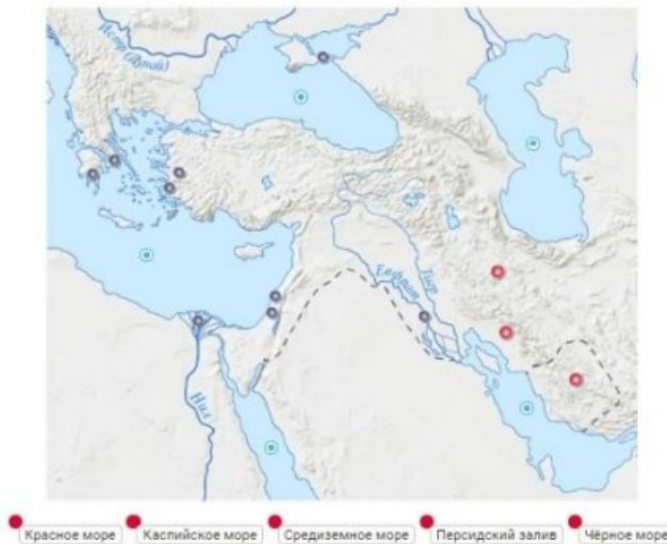 Истр (Дунай)
Евфрат
Тигр
Нил
Красное море
Каспийское море
Средиземное море
Персидский залив
Чёрное море